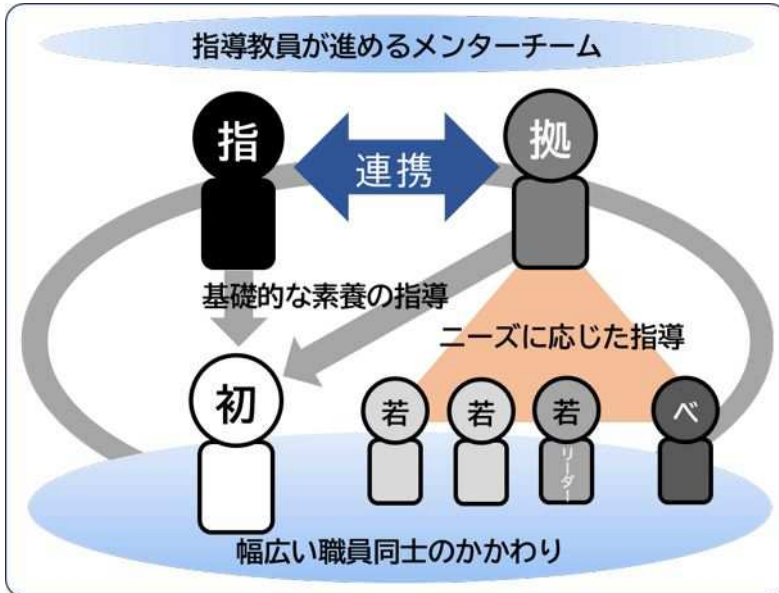 指導教員が進めるメンターチーム
指
連携
拠
基礎的な素養の指導
ニーズに応じた指導
初
若
若
若
リーダー
ベ
幅広い職員同士のかかわり